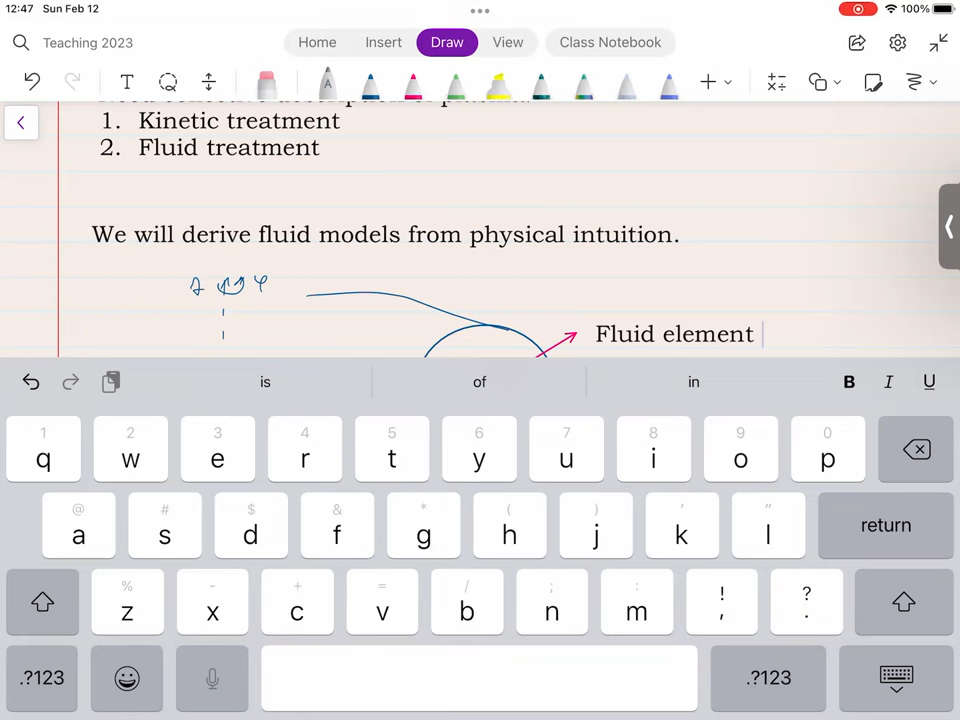 12:47 Sun Feb 12
100%
Teaching 2023
Home Insert Draw View Class Notebook
1. Kinetic treatment
2. Fluid treatment
We will derive fluid models from physical intuition.
Fluid element
is of in B I U
1 2 3 4 5 6 7 8 9 0
q w e r t y u i o p
@ # $ & * ( ) ' "
a s d f g h j k l return
% - + = / ; : ! ?
z x c v b n m , .
.?123 .?123